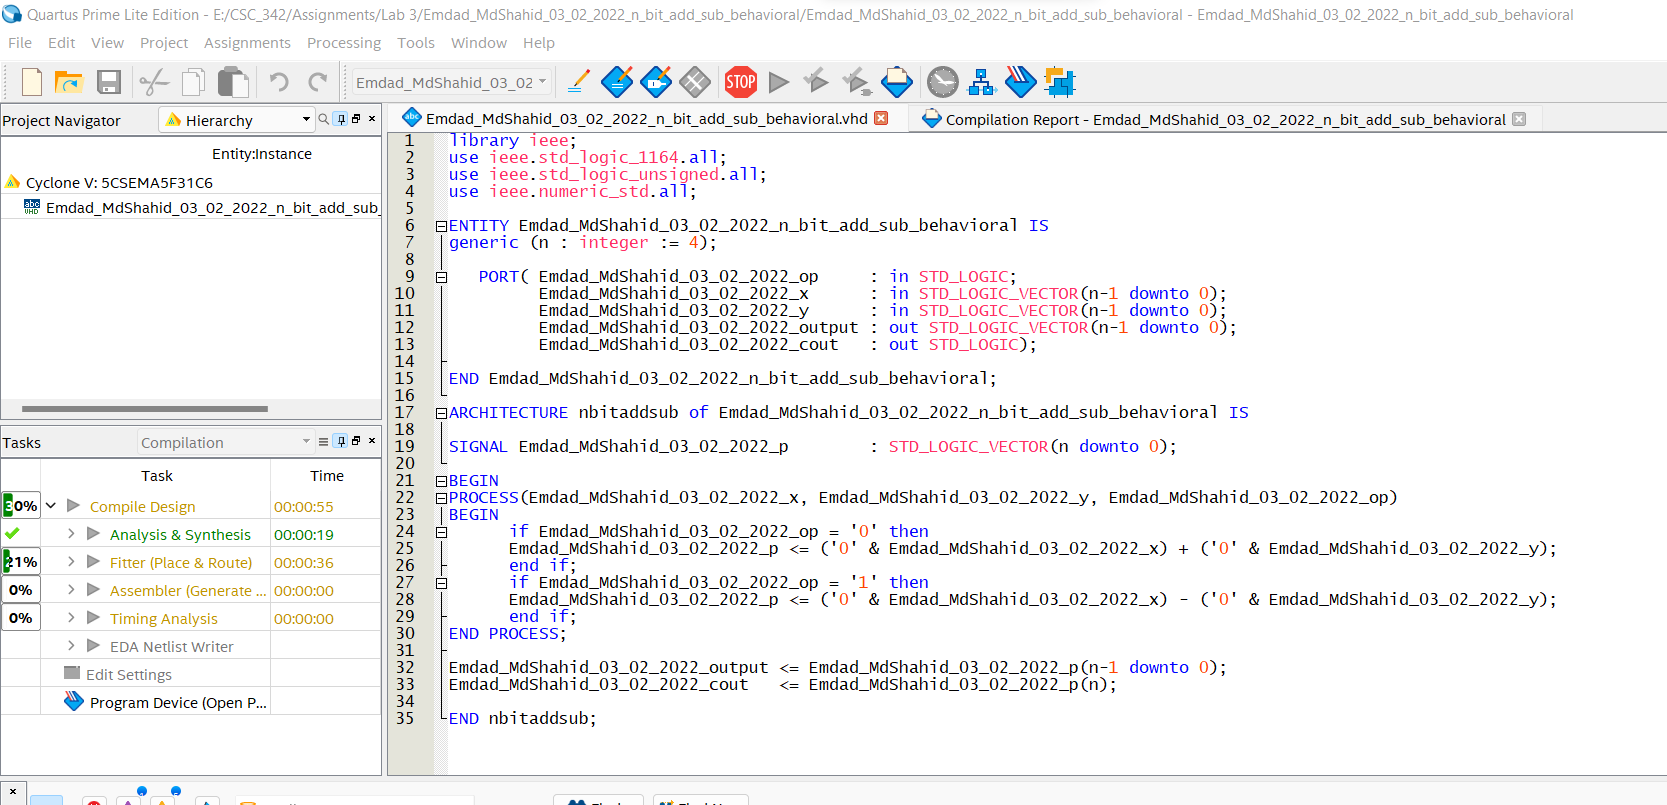 Quartus Prime Lite Edition - E:/CSC_342/Assignments/Lab 3/Emdad_MdShahid_03_02_2022_n_bit_add_sub_behavioral/Emdad_MdShahid_03_02_2022_n_bit_add_sub_behavioral - Emdad_MdShahid_03_02_2022_n_bit_add_sub_behavioral
File Edit View Project Assignments Processing Tools Window Help
Emdad_MdShahid_03_02 STOP
Project Navigator Hierarchy
Entity:Instance
Cyclone V: 5CSEMA5F31C6
abc VHD Emdad_MdShahid_03_02_2022_n_bit_add_sub_
Tasks Compilation
Task Time
30% Compile Design 00:00:55
Analysis & Synthesis 00:00:19
21% Fitter (Place & Route) 00:00:36
0% Assembler (Generate ... 00:00:00
0% Timing Analysis 00:00:00
EDA Netlist Writer
Edit Settings
Program Device (Open P...
abc Emdad_MdShahid_03_02_2022_n_bit_add_sub_behavioral.vhd Compilation Report - Emdad_MdShahid_03_02_2022_n_bit_add_sub_behavioral
1 library ieee;
2 use ieee.std_logic_1164.all;
3 use ieee.std_logic_unsigned.all;
4 use ieee.numeric_std.all;
5
6 ENTITY Emdad_MdShahid_03_02_2022_n_bit_add_sub_behavioral IS
7 generic (n : integer := 4);
8
9 PORT( Emdad_MdShahid_03_02_2022_op : in STD_LOGIC;
10 Emdad_MdShahid_03_02_2022_x : in STD_LOGIC_VECTOR(n-1 downto 0);
11 Emdad_MdShahid_03_02_2022_y : in STD_LOGIC_VECTOR(n-1 downto 0);
12 Emdad_MdShahid_03_02_2022_output : out STD_LOGIC_VECTOR(n-1 downto 0);
13 Emdad_MdShahid_03_02_2022_cout : out STD_LOGIC);
14
15 END Emdad_MdShahid_03_02_2022_n_bit_add_sub_behavioral;
16
17 ARCHITECTURE nbitaddsub of Emdad_MdShahid_03_02_2022_n_bit_add_sub_behavioral IS
18
19 SIGNAL Emdad_MdShahid_03_02_2022_p : STD_LOGIC_VECTOR(n downto 0);
20
21 BEGIN
22 PROCESS(Emdad_MdShahid_03_02_2022_x, Emdad_MdShahid_03_02_2022_y, Emdad_MdShahid_03_02_2022_op)
23 BEGIN
24 if Emdad_MdShahid_03_02_2022_op = '0' then
25 Emdad_MdShahid_03_02_2022_p <= ('0' & Emdad_MdShahid_03_02_2022_x) + ('0' & Emdad_MdShahid_03_02_2022_y);
26 end if;
27 if Emdad_MdShahid_03_02_2022_op = '1' then
28 Emdad_MdShahid_03_02_2022_p <= ('0' & Emdad_MdShahid_03_02_2022_x) - ('0' & Emdad_MdShahid_03_02_2022_y);
29 end if;
30 END PROCESS;
31
32 Emdad_MdShahid_03_02_2022_output <= Emdad_MdShahid_03_02_2022_p(n-1 downto 0);
33 Emdad_MdShahid_03_02_2022_cout <= Emdad_MdShahid_03_02_2022_p(n);
34
35 END nbitaddsub;